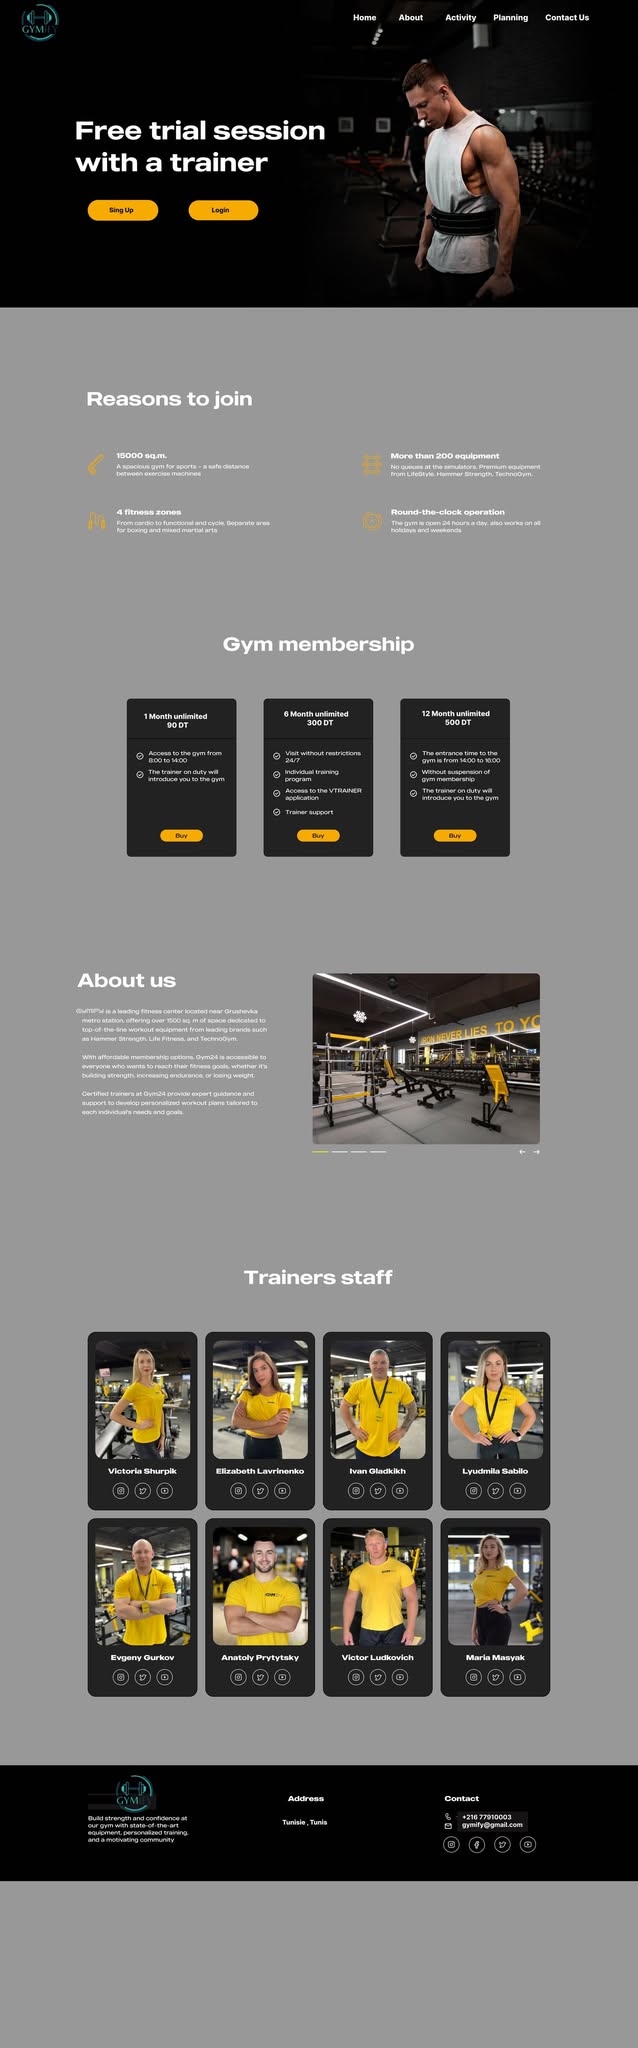 GYMIFY
Home About Activity Planning Contact Us
Free trial session
with a trainer
Sing Up Login
Reasons to join
15000 sq.m.
A spacious gym for sports – a safe distance
between exercise machines
More than 200 equipment
No queues at the simulators. Premium equipment
from LifeStyle, Hammer Strength, TechnoGym.
4 fitness zones
From cardio to functional and cycle. Separate area
for boxing and mixed martial arts
Round-the-clock operation
The gym is open 24 hours a day, also works on all
holidays and weekends
Gym membership
1 Month unlimited
90 DT
Access to the gym from
8:00 to 14:00
The trainer on duty will
introduce you to the gym
Buy
6 Month unlimited
300 DT
Visit without restrictions
24/7
Individual training
program
Access to the VTRAINER
application
Trainer support
Buy
12 Month unlimited
500 DT
The entrance time to the
gym is from 14:00 to 16:00
Without suspension of
gym membership
The trainer on duty will
introduce you to the gym
Buy
About us
is a leading fitness center located near Grushevka
metro station, offering over 1500 sq. m of space dedicated to
top-of-the-line workout equipment from leading brands such
as Hammer Strength, Life Fitness, and TechnoGym.
With affordable membership options, Gym24 is accessible to
everyone who wants to reach their fitness goals, whether it's
building strength, increasing endurance, or losing weight.
Certified trainers at Gym24 provide expert guidance and
support to develop personalized workout plans tailored to
each individual's needs and goals.
IRON NEVER LIES TO YO
Trainers staff
Victoria Shurpik
Elizabeth Lavrinenko
Ivan Gladkikh
Lyudmila Sabilo
Evgeny Gurkov
Anatoly Prytytsky
Victor Ludkovich
Maria Masyak
GYMIFY
Build strength and confidence at
our gym with state-of-the-art
equipment, personalized training,
and a motivating community
Address
Tunisie , Tunis
Contact
+216 77910003
gymify@gmail.com